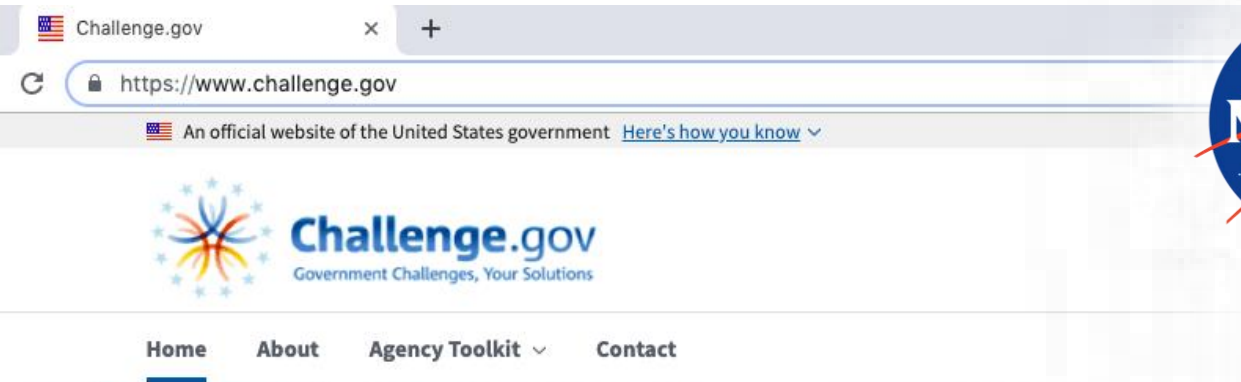 Challenge.gov
https://www.challenge.gov
An official website of the United States government Here's how you know
Challenge.gov
Government Challenges, Your Solutions
Home About Agency Toolkit Contact